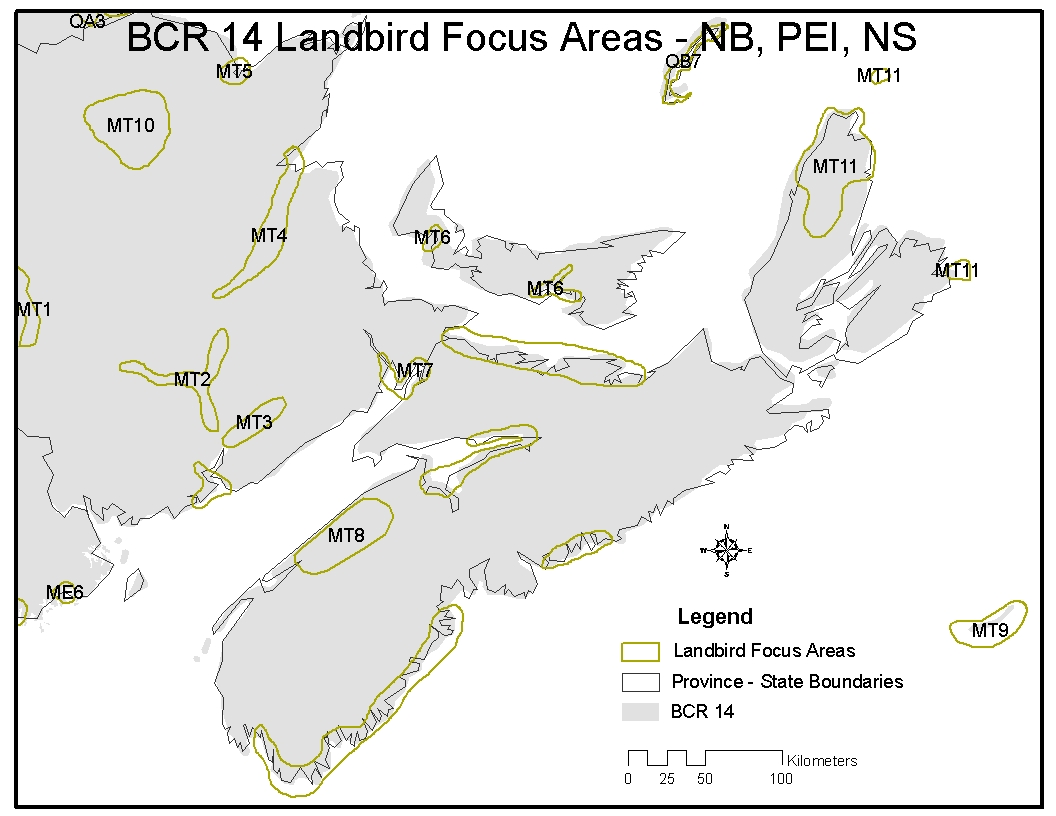 QA3
BCR 14 Landbird Focus Areas - NB, PEI, NS
MT5
QB7
MT11
MT10
MT11
MT4
MT6
MT11
MT6
MT1
MT7
MT2
MT3
MT8
N
W E
S
ME6
Legend
MT9
Landbird Focus Areas
Province - State Boundaries
BCR 14
Kilometers
0 25 50 100